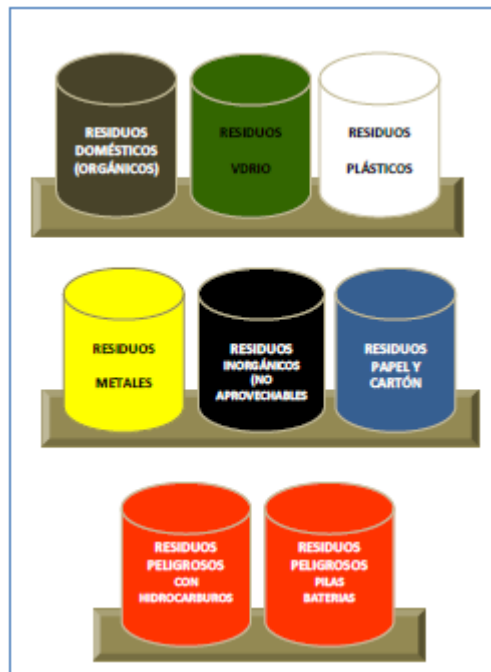 RESIDUOS
DOMÉSTICOS
(ORGÁNICOS)
RESIDUOS
VDRIO
RESIDUOS
PLÁSTICOS
RESIDUOS
METALES
RESIDUOS
INORGÁNICOS
(NO
APROVECHABLES
RESIDUOS
PAPEL Y
CARTÓN
RESIDUOS
PELIGROSOS
CON
HIDROCARBUROS
RESIDUOS
PELIGROSOS
PILAS
BATERIAS